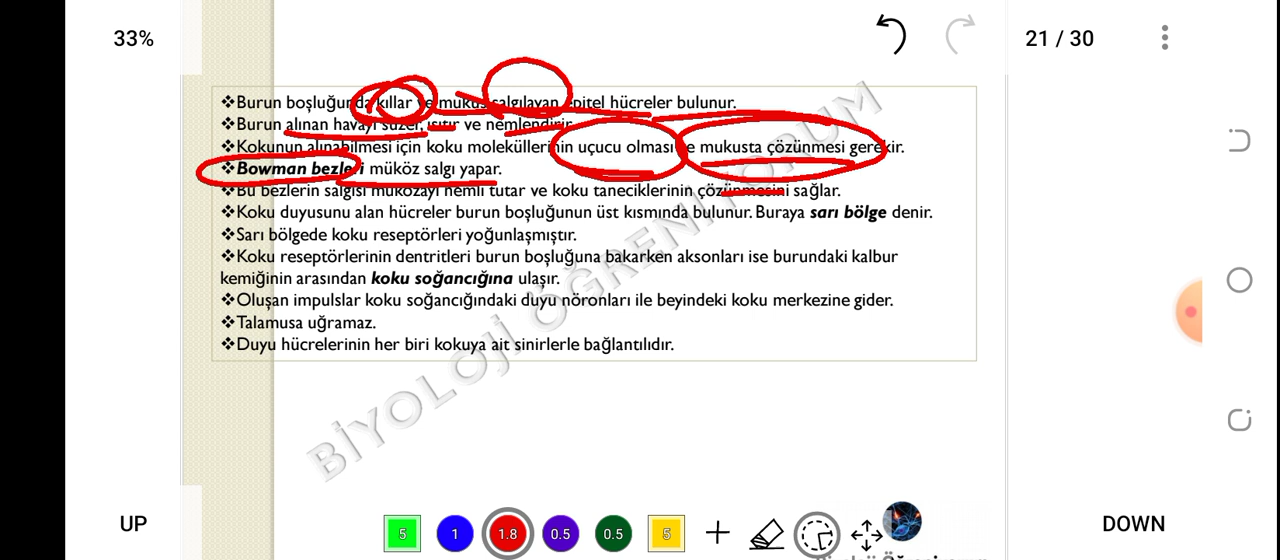 33%
21 / 30
❖Burun boşluğunda kıllar ve mukus salgılayan epitel hücreler bulunur.
❖Burun alınan havayı süzer, ısıtır ve nemlendirir.
❖Kokunun alınabilmesi için koku moleküllerinin uçucu olması ve mukusta çözünmesi gerekir.
❖Bowman bezleri müköz salgı yapar.
❖Bu bezlerin salgısı mukozayı nemli tutar ve koku taneciklerinin çözünmesini sağlar.
❖Koku duyusunu alan hücreler burun boşluğunun üst kısmında bulunur. Buraya sarı bölge denir.
❖Sarı bölgede koku reseptörleri yoğunlaşmıştır.
❖Koku reseptörlerinin dentritleri burun boşluğuna bakarken aksonları ise burundaki kalbur
kemiğinin arasından koku soğancığına ulaşır.
❖Oluşan impulslar koku soğancığındaki duyu nöronları ile beyindeki koku merkezine gider.
❖Talamusa uğramaz.
❖Duyu hücrelerinin her biri kokuya ait sinirlerle bağlantılıdır.
BİYOLOJİ ÖĞRENİYORUM
UP
5
1
1.8
0.5
0.5
5
DOWN